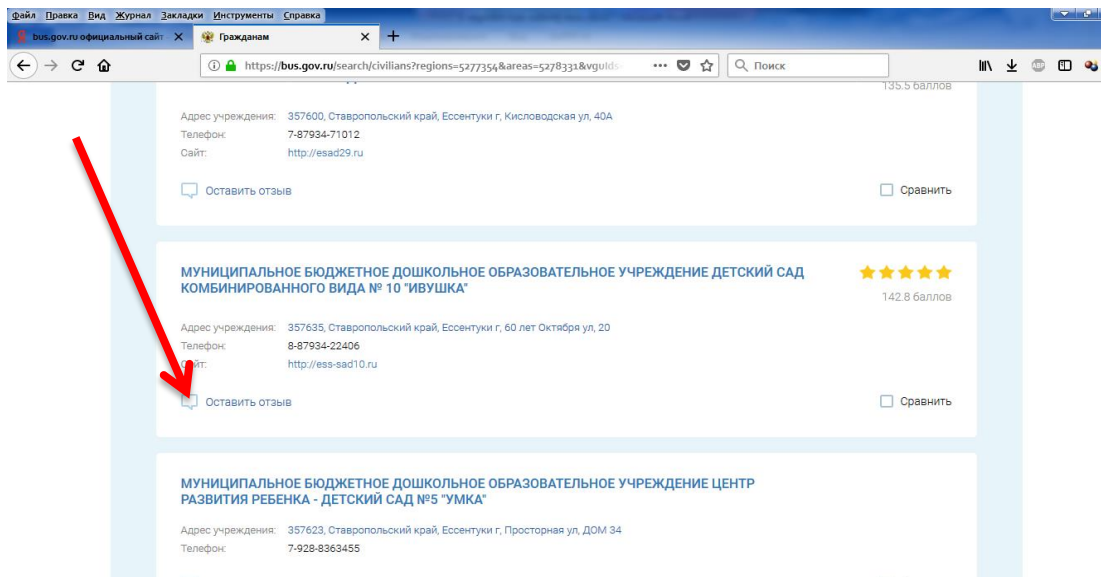 Файл Правка Вид Журнал Закладки Инструменты Справка
bus.gov.ru официальный сайт
Гражданам
https://bus.gov.ru/search/civilians?regions=5277354&areas=5278331&vguIds
Поиск
135.5 баллов
Адрес учреждения: 357600, Ставропольский край, Ессентуки г, Кисловодская ул, 40А
Телефон: 7-87934-71012
Сайт: http://esad29.ru
Оставить отзыв
Сравнить
МУНИЦИПАЛЬНОЕ БЮДЖЕТНОЕ ДОШКОЛЬНОЕ ОБРАЗОВАТЕЛЬНОЕ УЧРЕЖДЕНИЕ ДЕТСКИЙ САД
КОМБИНИРОВАННОГО ВИДА № 10 "ИВУШКА"
142.8 баллов
Адрес учреждения: 357635, Ставропольский край, Ессентуки г, 60 лет Октября ул, 20
Телефон: 8-87934-22406
Сайт: http://ess-sad10.ru
Оставить отзыв
Сравнить
МУНИЦИПАЛЬНОЕ БЮДЖЕТНОЕ ДОШКОЛЬНОЕ ОБРАЗОВАТЕЛЬНОЕ УЧРЕЖДЕНИЕ ЦЕНТР
РАЗВИТИЯ РЕБЕНКА - ДЕТСКИЙ САД №5 "УМКА"
Адрес учреждения: 357623, Ставропольский край, Ессентуки г, Просторная ул, ДОМ 34
Телефон: 7-928-8363455